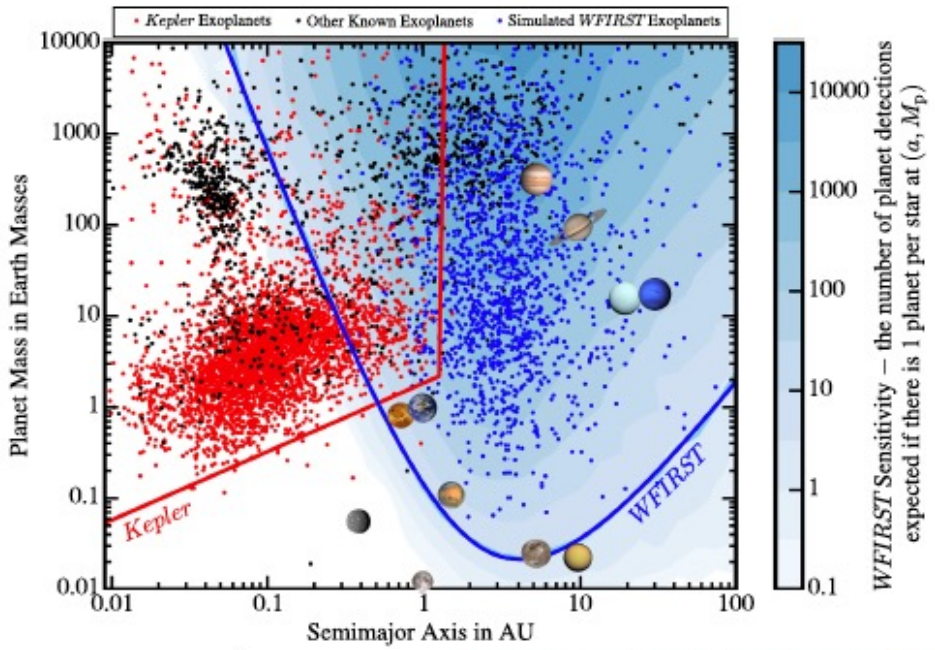 Kepler Exoplanets
Other Known Exoplanets
Simulated WFIRST Exoplanets
10000
1000
100
10
1
0.1
0.01
Planet Mass in Earth Masses
0.01
0.1
1
10
100
Semimajor Axis in AU
Kepler
WFIRST
10000
1000
100
10
1
0.1
WFIRST Sensitivity – the number of planet detections
expected if there is 1 planet per star at (a, Mp)